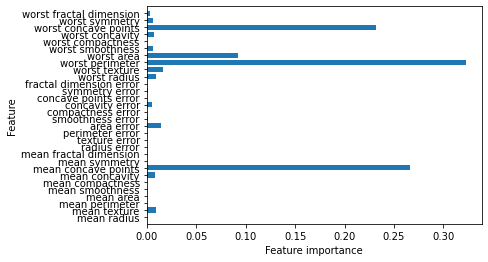 worst fractal dimension
worst symmetry
worst concave points
worst concavity
worst compactness
worst smoothness
worst area
worst perimeter
worst texture
worst radius
fractal dimension error
symmetry error
concave points error
concavity error
compactness error
smoothness error
area error
perimeter error
texture error
radius error
mean fractal dimension
mean symmetry
mean concave points
mean concavity
mean compactness
mean smoothness
mean area
mean perimeter
mean texture
mean radius
Feature
0.00 0.05 0.10 0.15 0.20 0.25 0.30
Feature importance